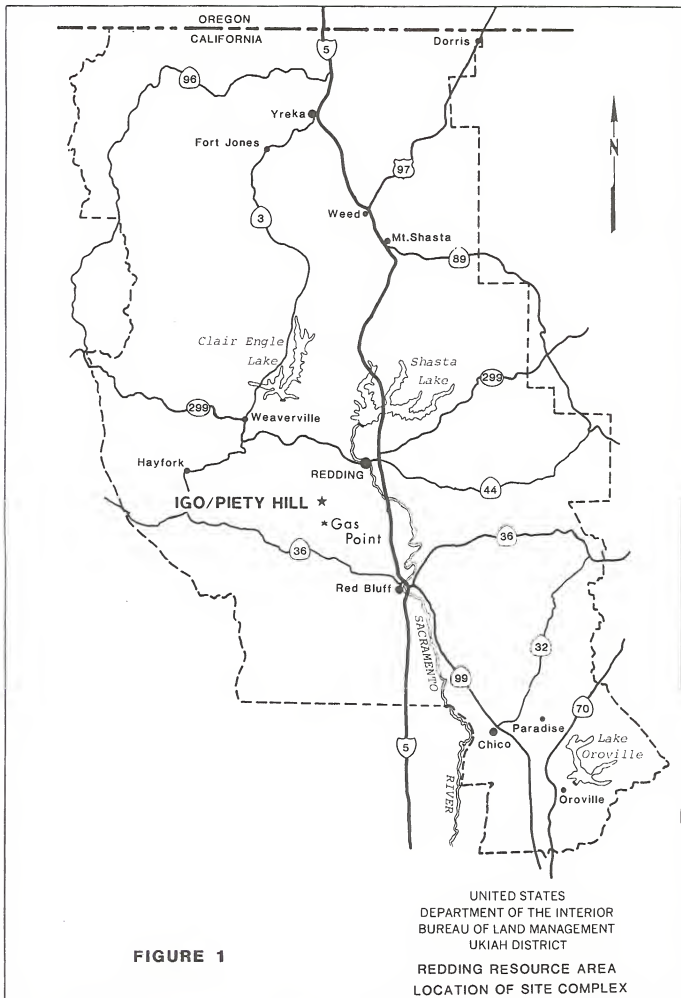 OREGON
CALIFORNIA
5
Dorris
96
Yreka
Fort Jones
97
N
3
Weed
Mt.Shasta
89
Clair Engle
Lake
Shasta
Lake
299
299
Weaverville
Hayfork
REDDING
44
IGO/PIETY HILL
Gas
Point
36
36
Red Bluff
SACRAMENTO
RIVER
32
99
70
Paradise
Chico
Lake
Oroville
5
Oroville
UNITED STATES
DEPARTMENT OF THE INTERIOR
BUREAU OF LAND MANAGEMENT
UKIAH DISTRICT
FIGURE 1
REDDING RESOURCE AREA
LOCATION OF SITE COMPLEX